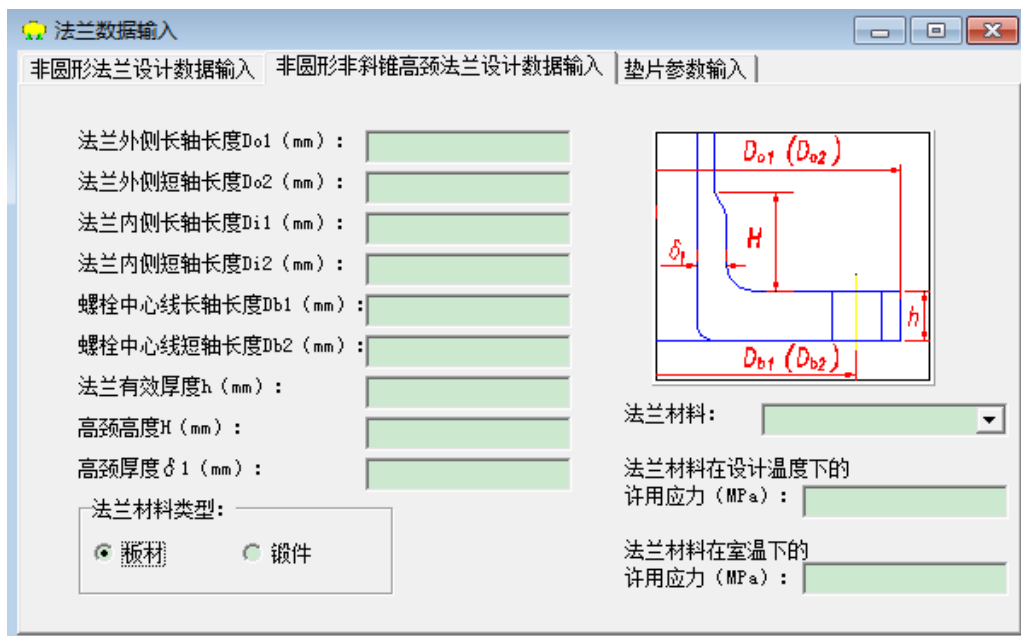 法兰数据输入
非圆形法兰设计数据输入 非圆形非斜锥高颈法兰设计数据输入 垫片参数输入
法兰外侧长轴长度Do1（mm）：
法兰外侧短轴长度Do2（mm）：
法兰内侧长轴长度Di1（mm）：
法兰内侧短轴长度Di2（mm）：
螺栓中心线长轴长度Db1（mm）：
螺栓中心线短轴长度Db2（mm）：
法兰有效厚度h（mm）：
高颈高度H（mm）：
高颈厚度δ1（mm）：
法兰材料类型：
板材 锻件
Do1 (Do2)
H
δ1
h
Db1 (Db2)
法兰材料：
法兰材料在设计温度下的
许用应力（MPa）：
法兰材料在室温下的
许用应力（MPa）：